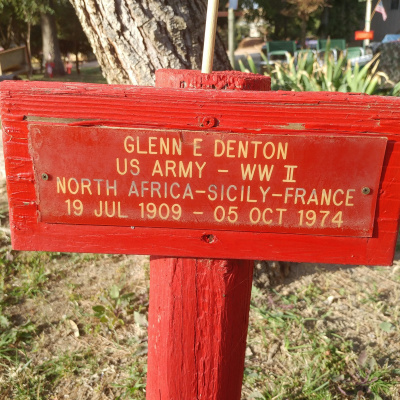 GLENN E DENTON
US ARMY - WW II
NORTH AFRICA-SICILY-FRANCE
19 JUL 1909 - 05 OCT 1974